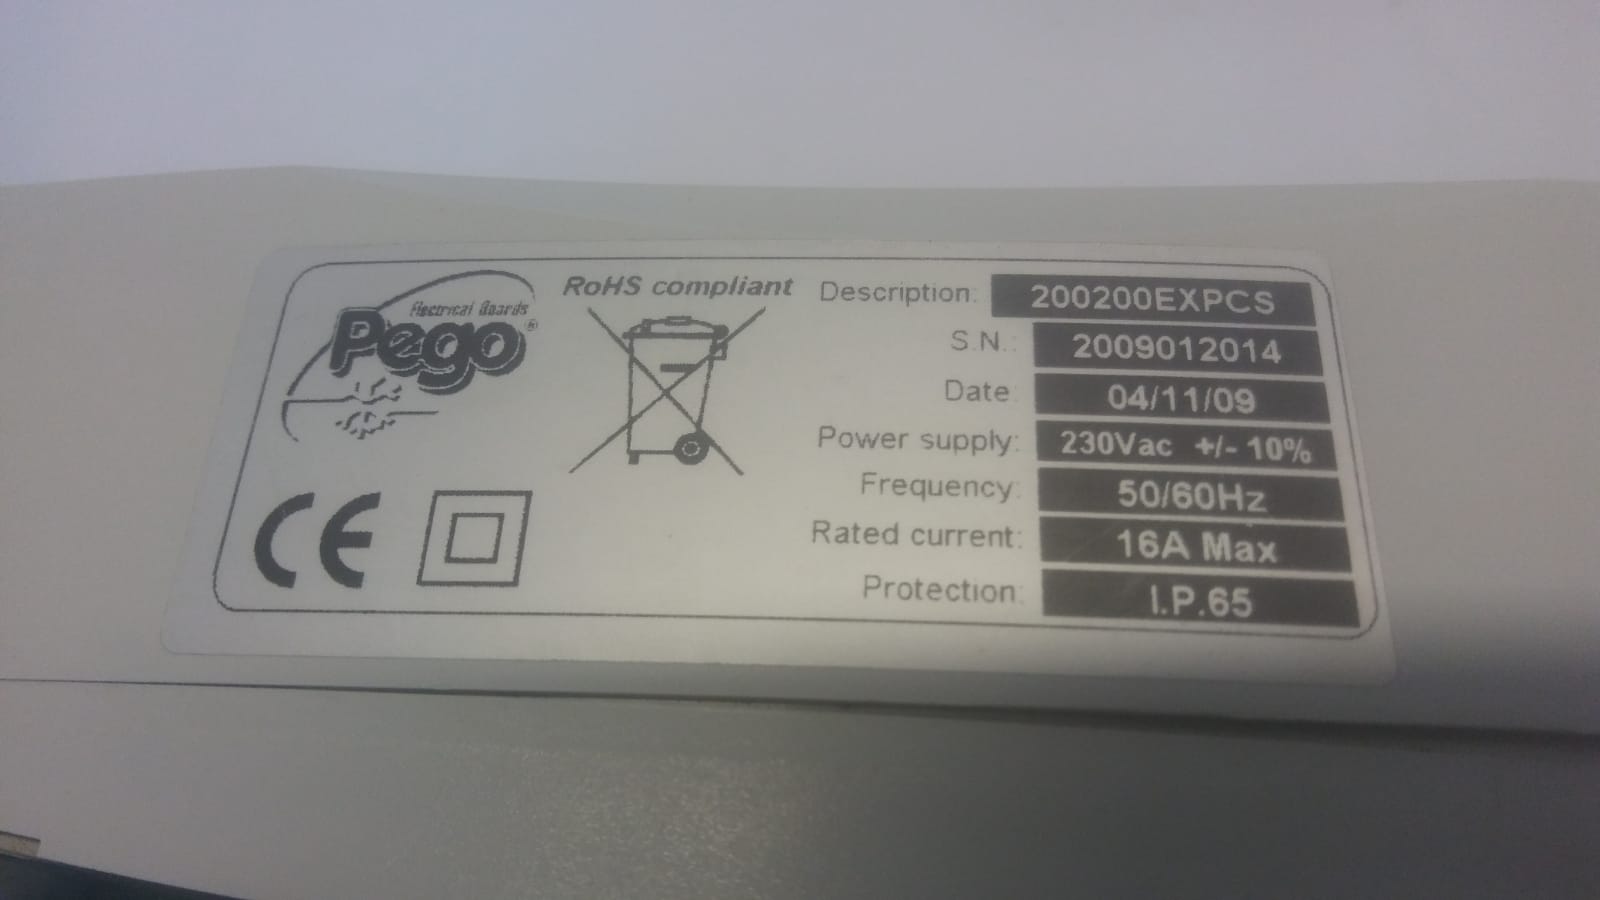 Electrical Boards
Pego®
RoHS compliant
CE
Description: 200200EXPCS
S.N.: 2009012014
Date: 04/11/09
Power supply: 230Vac +/- 10%
Frequency: 50/60Hz
Rated current: 16A Max
Protection: I.P.65